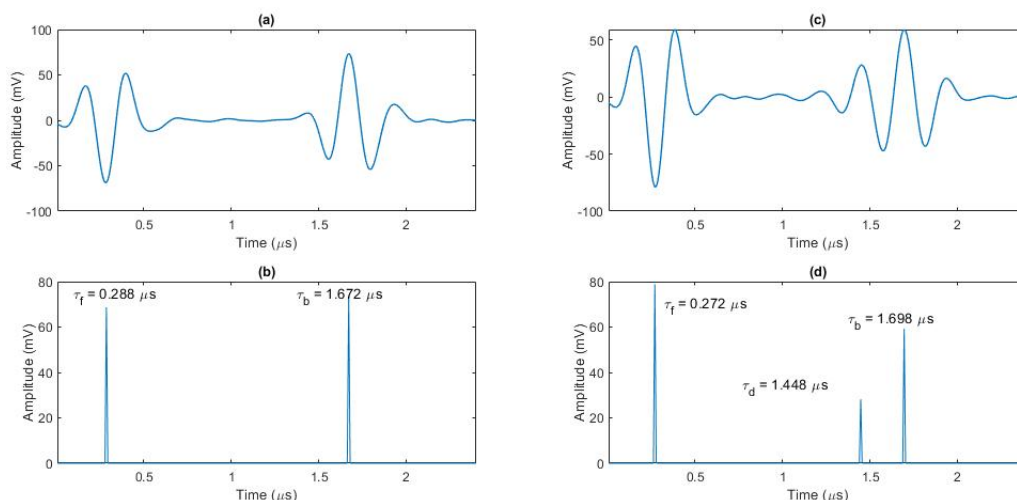 (a)
100
50
0
-50
-100
Amplitude (mV)
0.5
1
1.5
2
Time (μs)
(c)
50
0
-50
-100
Amplitude (mV)
0.5
1
1.5
2
Time (μs)
(b)
80
60
40
20
0
Amplitude (mV)
τf = 0.288 μs
τb = 1.672 μs
0.5
1
1.5
2
Time (μs)
(d)
80
60
40
20
0
Amplitude (mV)
τf = 0.272 μs
τb = 1.698 μs
τd = 1.448 μs
0.5
1
1.5
2
Time (μs)